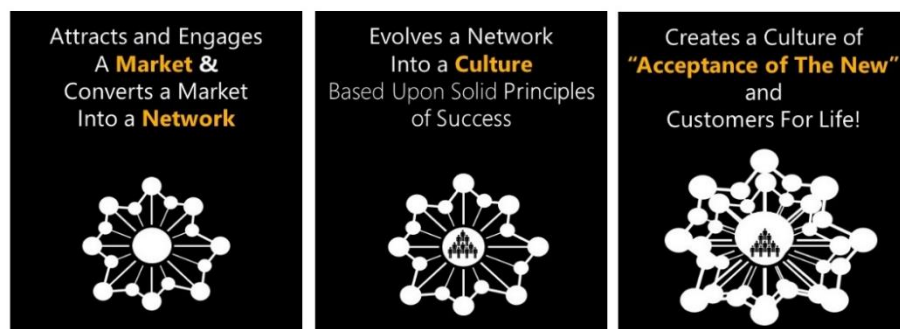 Attracts and Engages
A Market &
Converts a Market
Into a Network
Evolves a Network
Into a Culture
Based Upon Solid Principles
of Success
Creates a Culture of
“Acceptance of The New”
and
Customers For Life!